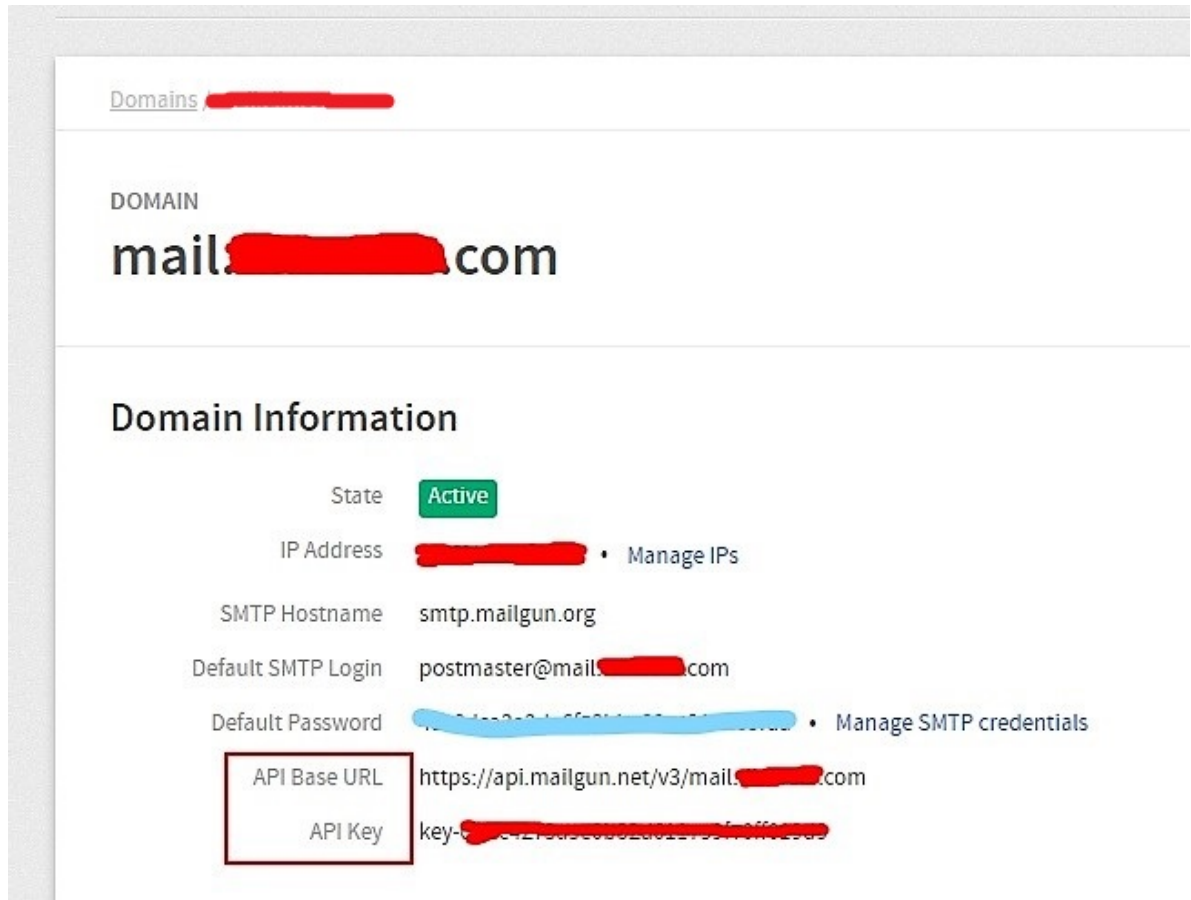 Domains /
DOMAIN
mail. .com
Domain Information
State Active
IP Address • Manage IPs
SMTP Hostname smtp.mailgun.org
Default SMTP Login postmaster@mail. com
Default Password • Manage SMTP credentials
API Base URL https://api.mailgun.net/v3/mail. .com
API Key key-